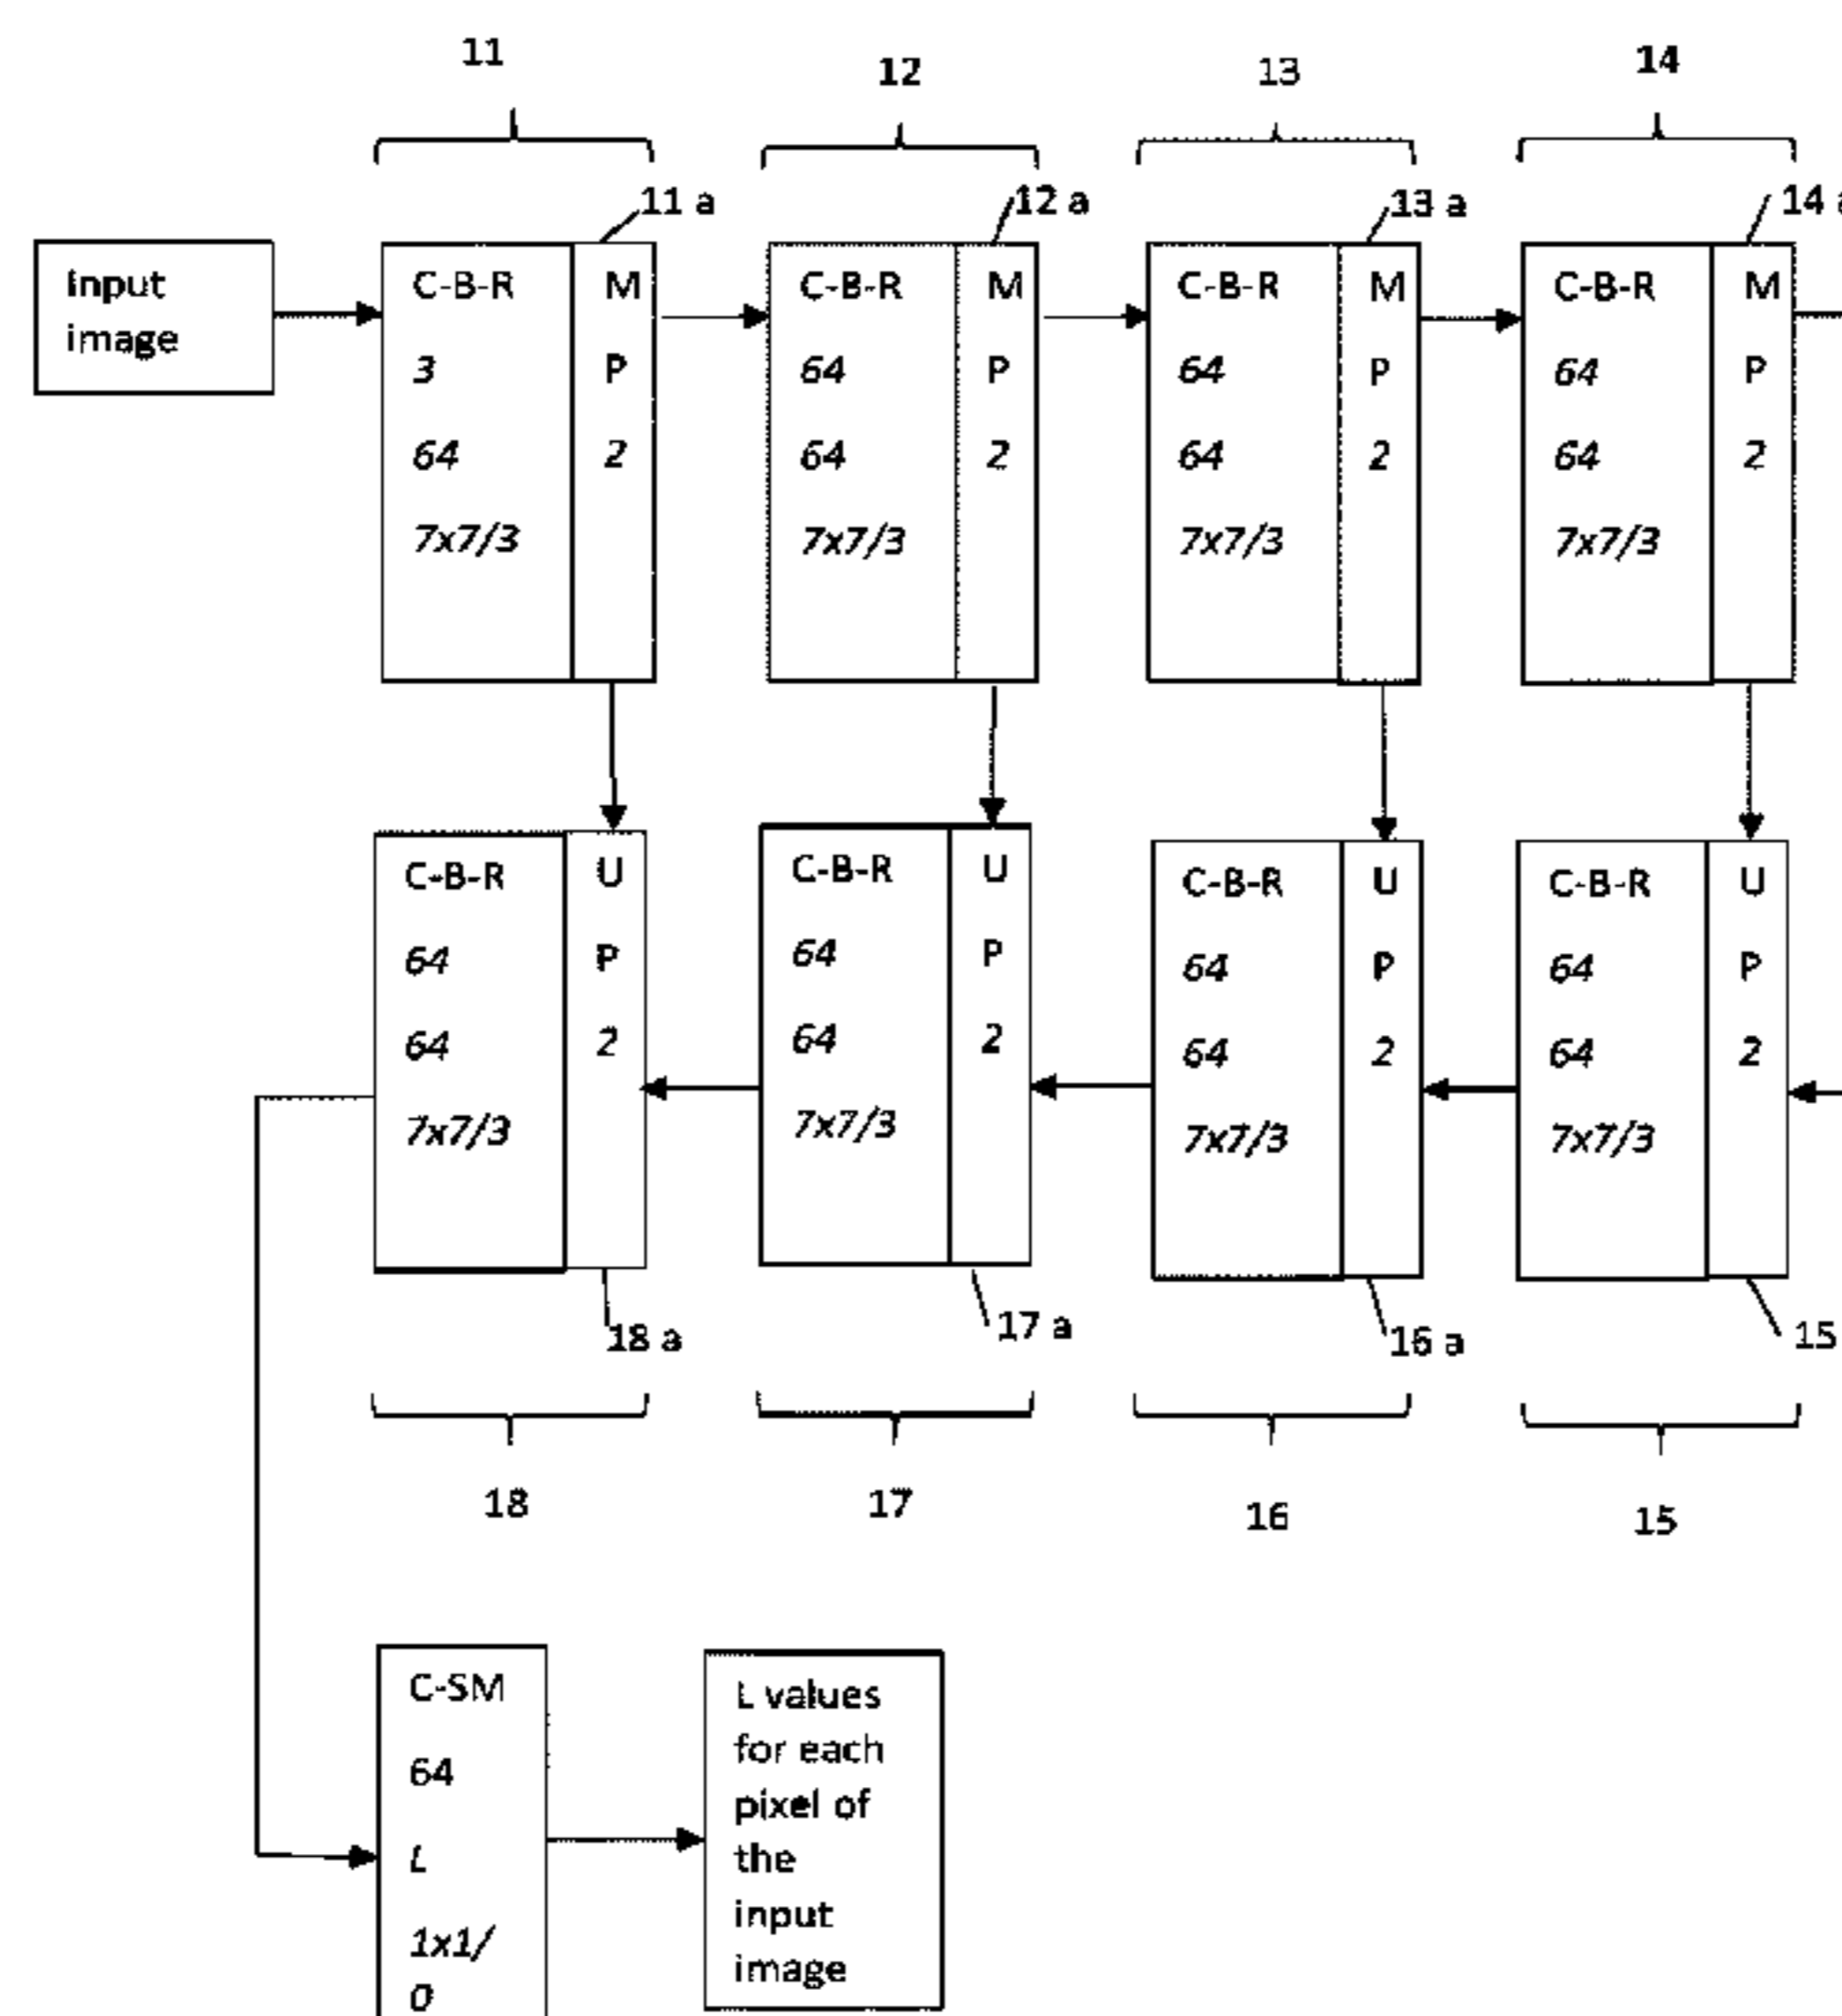 11
12
13
14
11 a
12 a
13 a
14 a
Input
image
C-B-R
3
64
7x7/3
M
P
2
C-B-R
64
64
7x7/3
M
P
2
C-B-R
64
64
7x7/3
M
P
2
C-B-R
64
64
7x7/3
M
P
2
C-B-R
64
64
7x7/3
U
P
2
C-B-R
64
64
7x7/3
U
P
2
C-B-R
64
64
7x7/3
U
P
2
C-B-R
64
64
7x7/3
U
P
2
18 a
17 a
16 a
15
18
17
16
15
C-SM
64
L
1x1/
0
L values
for each
pixel of
the
input
image